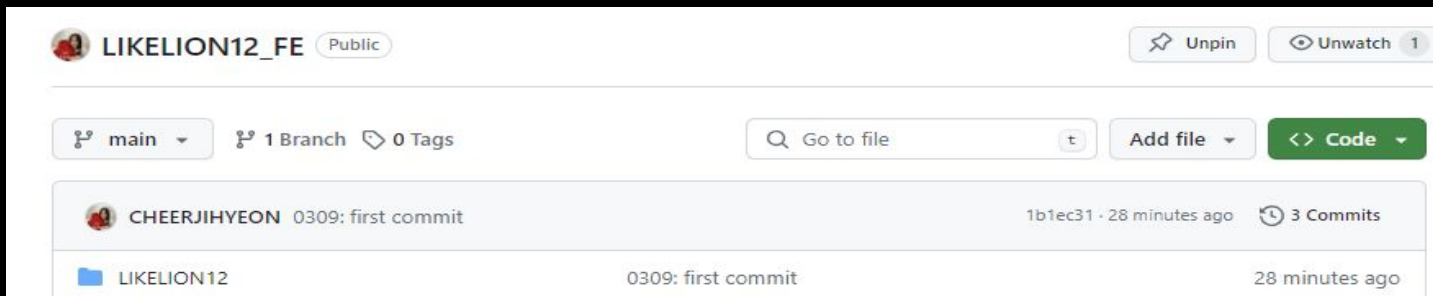 LIKELION12_FE Public Unpin Unwatch 1
main 1 Branch 0 Tags Go to file t Add file <> Code
CHEERJIHYEON 0309: first commit 1b1ec31 · 28 minutes ago 3 Commits
LIKELION12 0309: first commit 28 minutes ago